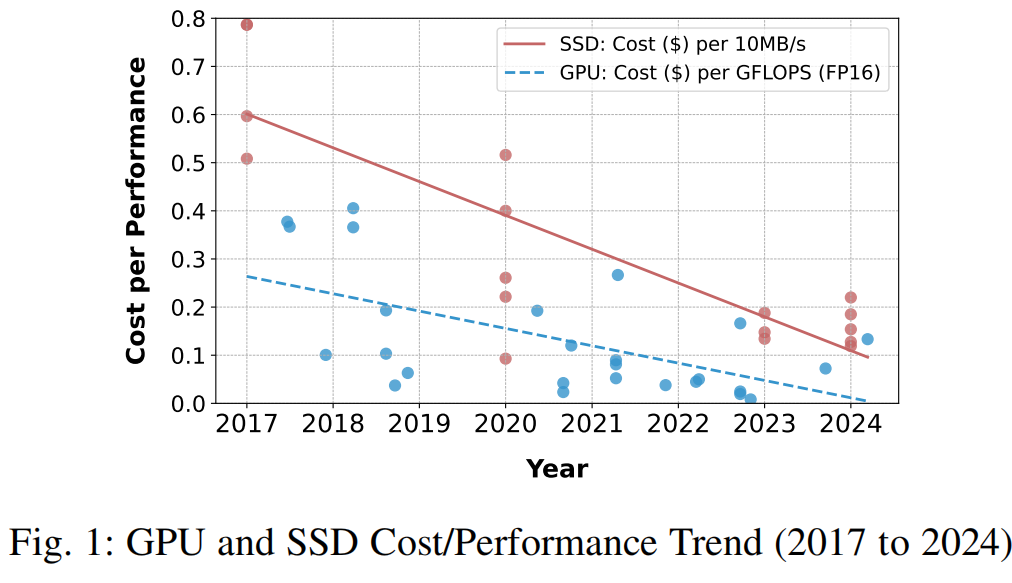 0.8
0.7
0.6
0.5
0.4
0.3
0.2
0.1
0.0
Cost per Performance
SSD: Cost ($) per 10MB/s
GPU: Cost ($) per GFLOPS (FP16)
2017 2018 2019 2020 2021 2022 2023 2024
Year
Fig. 1: GPU and SSD Cost/Performance Trend (2017 to 2024)